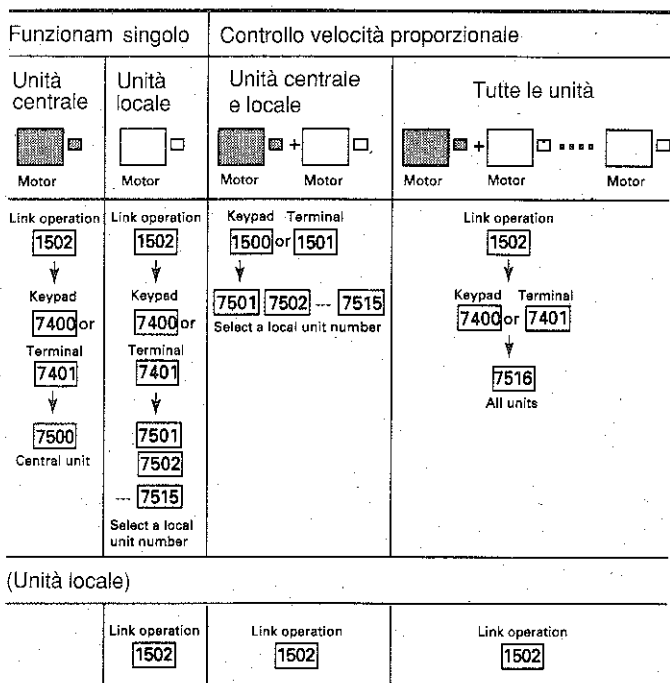 Funzionam singolo
Controllo velocità proporzionale
Unità centrale
Unità locale
Unità centrale e locale
Tutte le unità
Motor
Motor
+
Motor Motor
+
Motor Motor Motor
Link operation
1502
Keypad
7400 or
Terminal
7401
7500
Central unit
Link operation
1502
Keypad
7400 or
Terminal
7401
7501
7502
--- 7515
Select a local
unit number
Keypad Terminal
1500 or 1501
7501 7502 --- 7515
Select a local unit number
Link operation
1502
Keypad Terminal
7400 or 7401
7516
All units
(Unità locale)
Link operation
1502
Link operation
1502
Link operation
1502